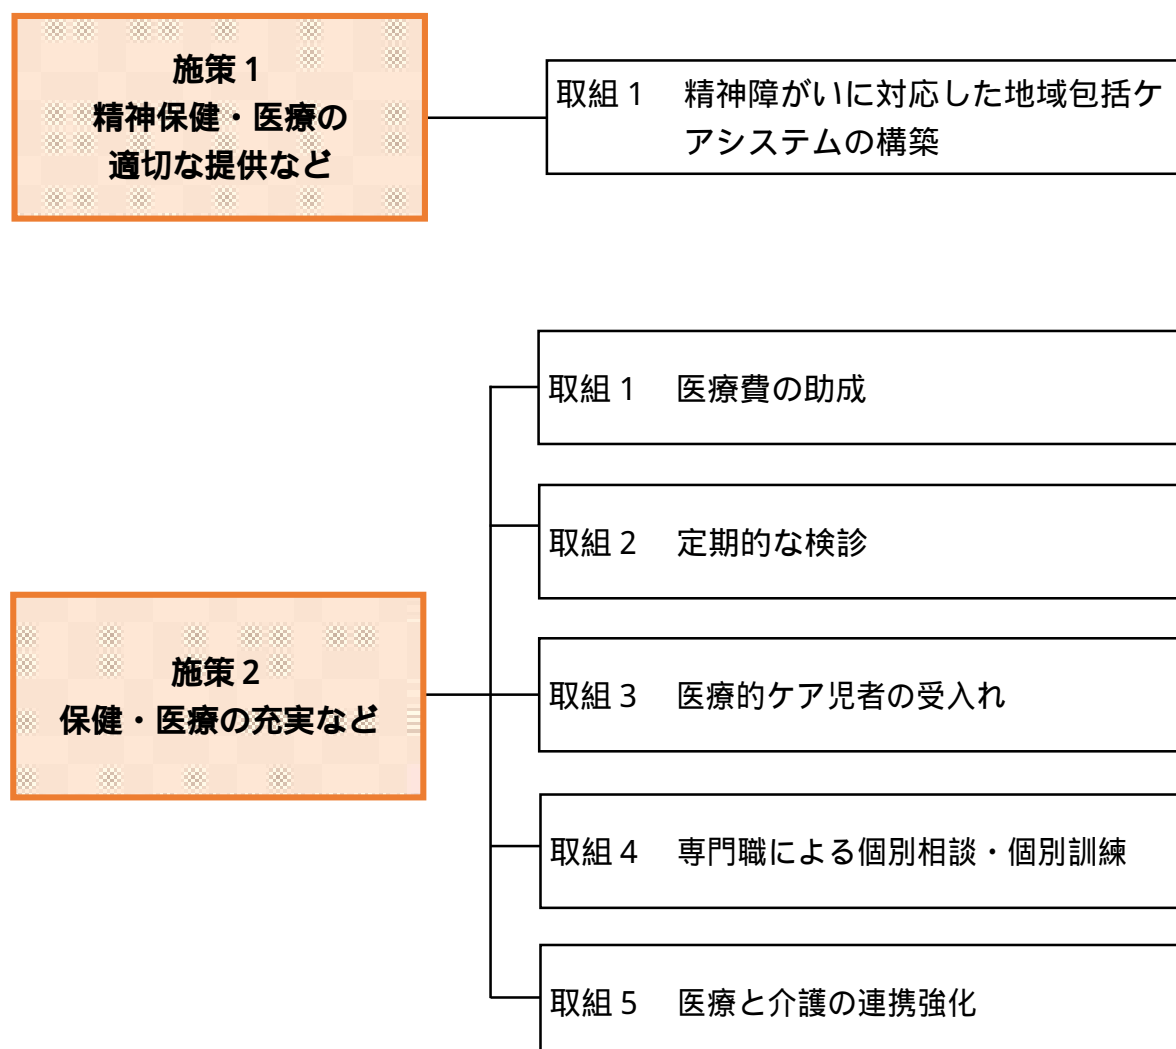 施策１
精神保健・医療の
適切な提供など
取組１　精神障がいに対応した地域包括ケ
アシステムの構築
取組１　医療費の助成
取組２　定期的な検診
施策２
保健・医療の充実など
取組３　医療的ケア児者の受入れ
取組４　専門職による個別相談・個別訓練
取組５　医療と介護の連携強化